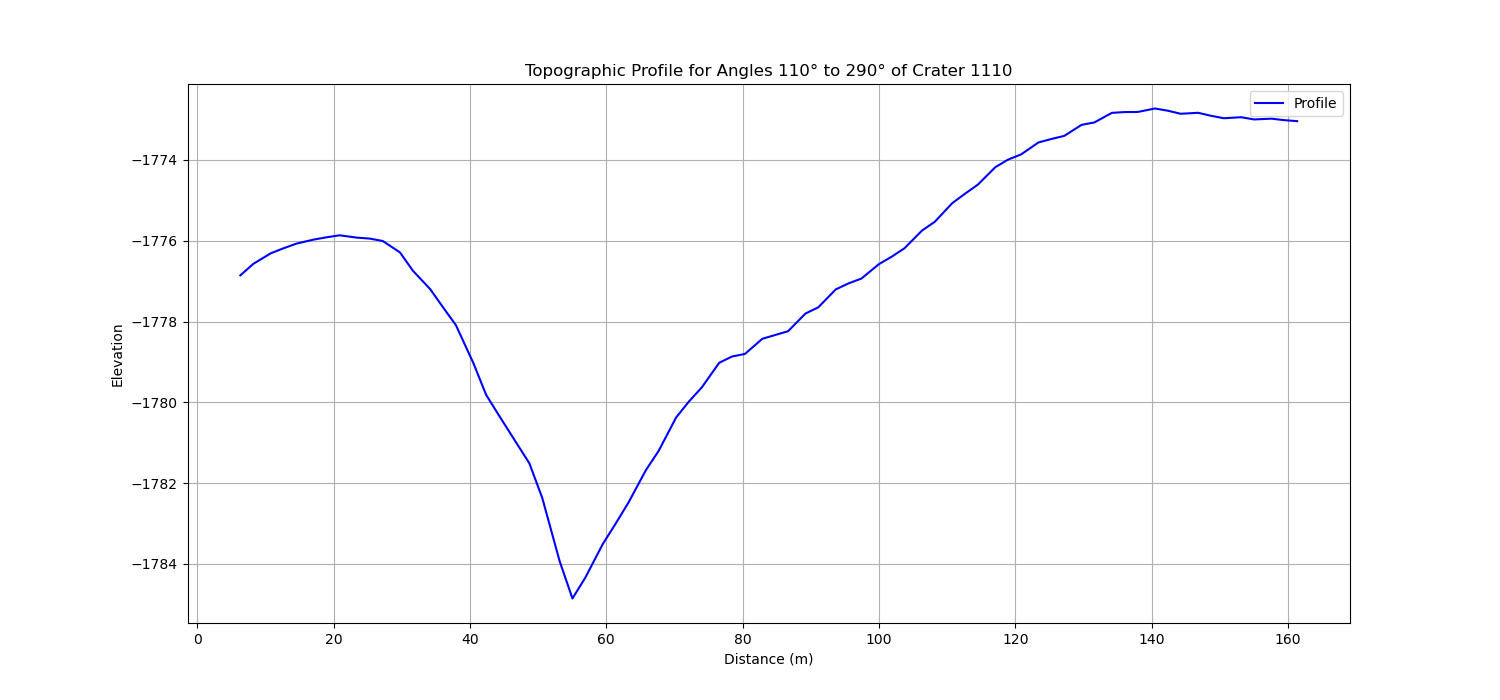 Topographic Profile for Angles 110° to 290° of Crater 1110
Profile
−1774
−1776
−1778
−1780
−1782
−1784
Elevation
0 20 40 60 80 100 120 140 160
Distance (m)